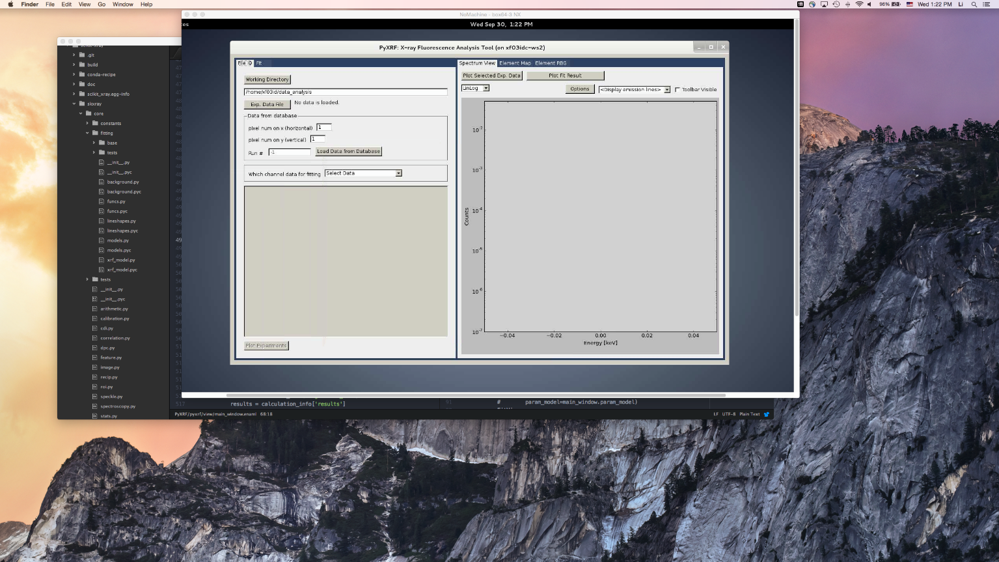 Finder File Edit View Go Window Help
96%
Wed 1:22 PM Li
NoMachine - box64-3 NX
Wed Sep 30, 1:22 PM
PyXRF: X-ray Fluorescence Analysis Tool (on xf03idc-ws2)
Fit
Working Directory
/home/xf03id/data_analysis
Exp. Data File No data is loaded.
Data from database
pixel num on x (horizontal) 1
pixel num on y (vertical) 1
Run # -1 Load Data from Database
Which channel data for fitting Select Data
Plot Experiments
Spectrum View Element Map Element RBG
Plot Selected Exp. Data Plot Fit Result
LinLog Options <Display emission lines> Toolbar Visible
Counts
10-2
10-3
10-4
10-5
10-6
10-7
−0.04 −0.02 0.00 0.02 0.04
Energy [keV]
.git
build
conda-recipe
doc
scikit_xray.egg-info
skxray
core
constants
fitting
base
tests
__init__.py
__init__.pyc
background.py
background.pyc
funcs.py
funcs.pyc
lineshapes.py
lineshapes.pyc
models.py
models.pyc
xrf_model.py
xrf_model.pyc
tests
__init__.py
__init__.pyc
arithmetic.py
calibration.py
cdi.py
correlation.py
dpc.py
feature.py
image.py
recip.py
roi.py
speckle.py
spectroscopy.py
stats.py
517 results = calculation_info['results']
91 # param_model=main_window.param_model)
PyXRF/pyxrf/view/main_window.enaml 68:18
LF UTF-8 Plain Text